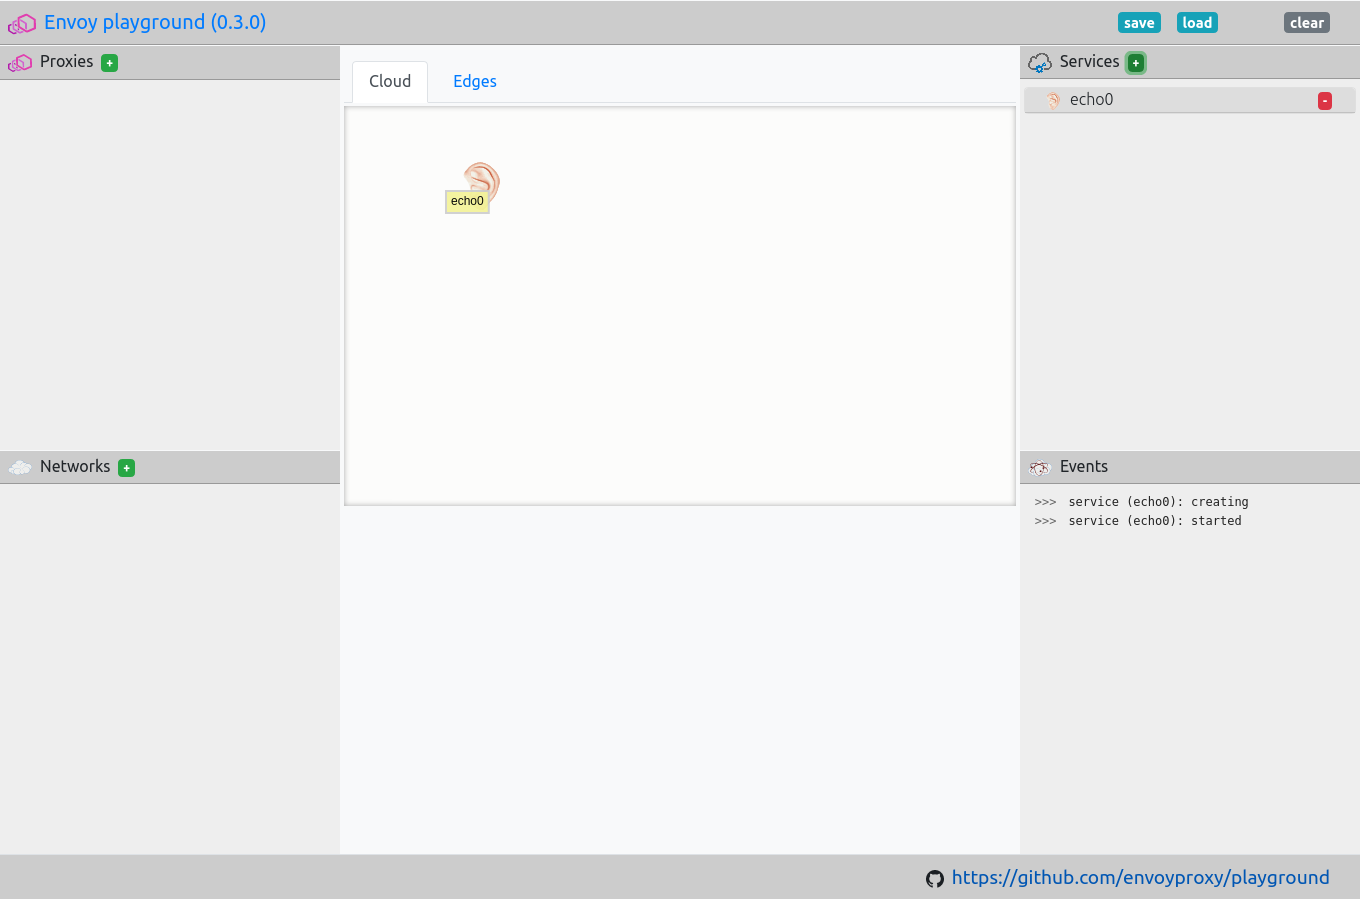 Envoy playground (0.3.0)
save
load
clear
Proxies +
Cloud
Edges
Services +
echo0 -
echo0
Networks +
Events
>>> service (echo0): creating
>>> service (echo0): started
https://github.com/envoyproxy/playground